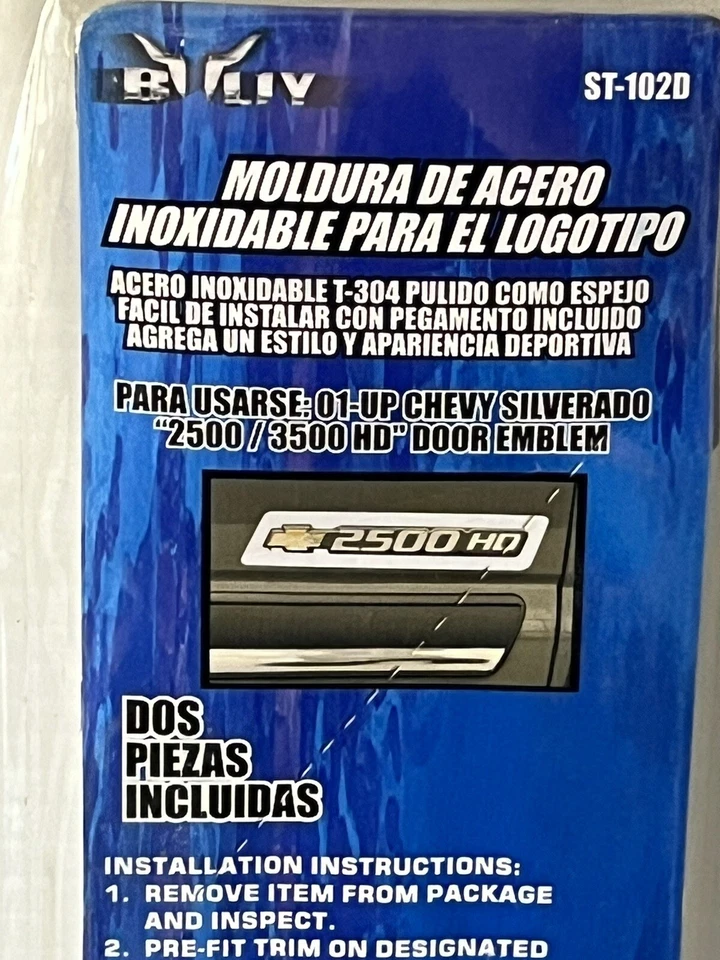 BULLY
ST-102D
MOLDURA DE ACERO
INOXIDABLE PARA EL LOGOTIPO
ACERO INOXIDABLE T-304 PULIDO COMO ESPEJO
FACIL DE INSTALAR CON PEGAMENTO INCLUIDO
AGREGA UN ESTILO Y APARIENCIA DEPORTIVA
PARA USARSE: 01-UP CHEVY SILVERADO
"2500 / 3500 HD" DOOR EMBLEM
2500 HD
DOS
PIEZAS
INCLUIDAS
INSTALLATION INSTRUCTIONS:
1. REMOVE ITEM FROM PACKAGE
AND INSPECT.
2. PRE-FIT TRIM ON DESIGNATED